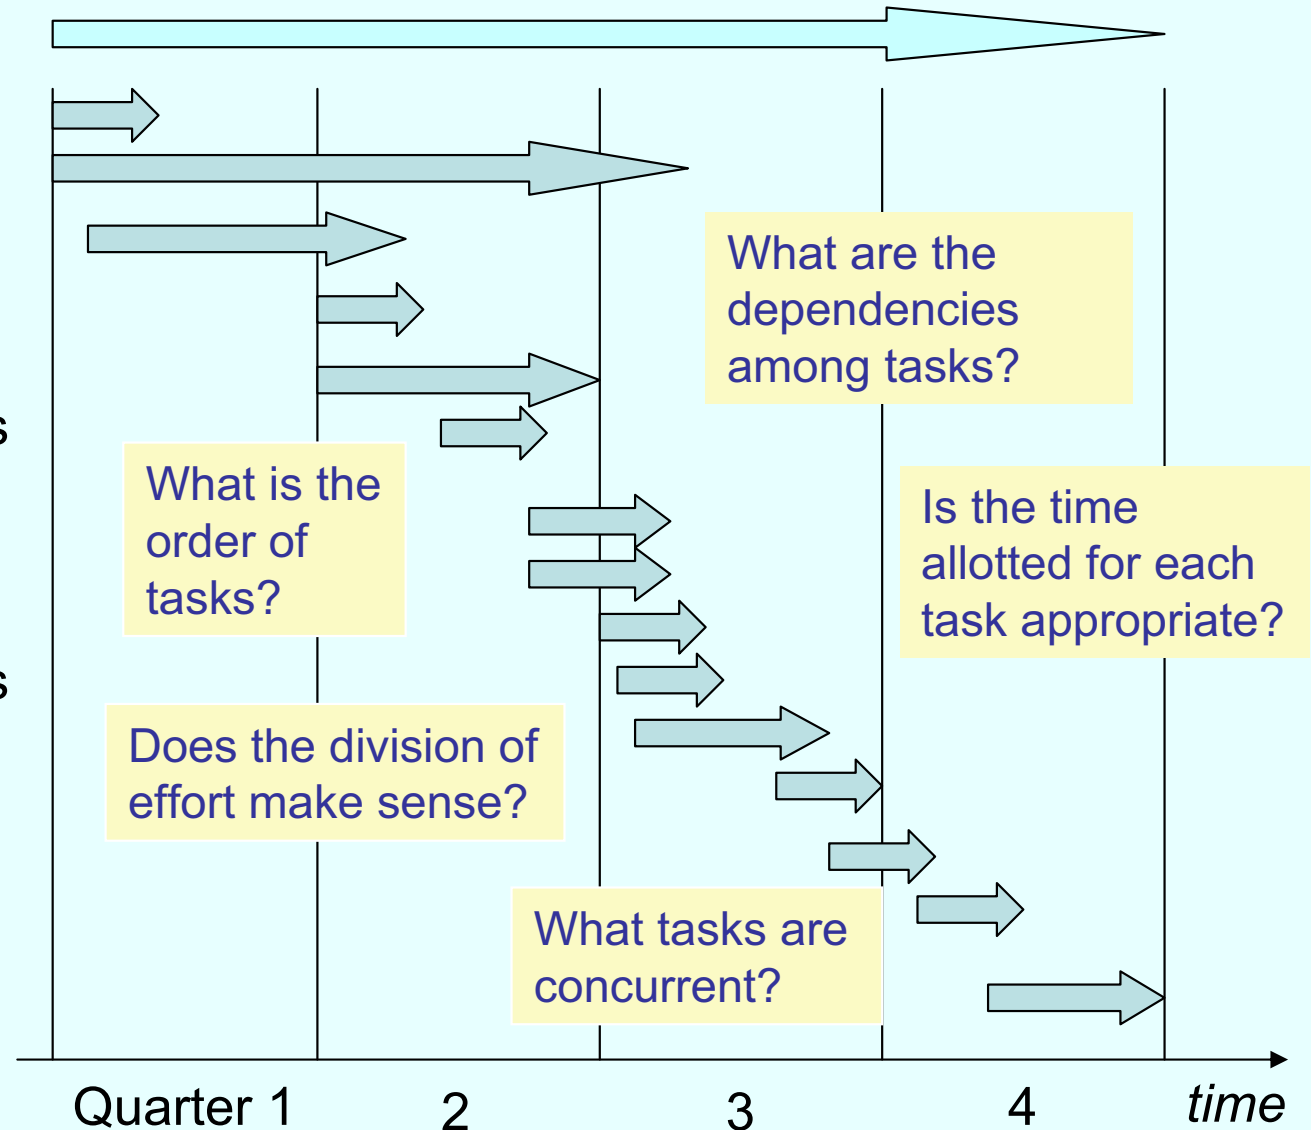 What are the
dependencies
among tasks?
s
What is the
order of
tasks?
Is the time
allotted for each
task appropriate?
s
Does the division of
effort make sense?
What tasks are
concurrent?
Quarter 1 2 3 4 time